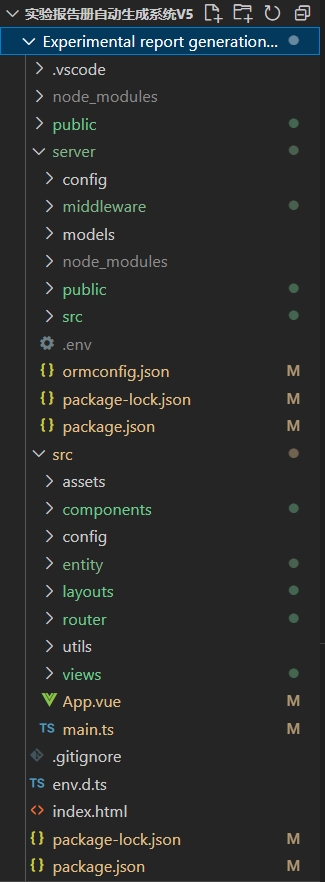 实验报告册自动生成系统V5
Experimental report generation...
.vscode
node_modules
public
server
config
middleware
models
node_modules
public
src
.env
{} ormconfig.json M
{} package-lock.json M
{} package.json M
src
assets
components
config
entity
layouts
router
utils
views
App.vue M
TS main.ts M
.gitignore
TS env.d.ts
<> index.html
{} package-lock.json M
{} package.json M